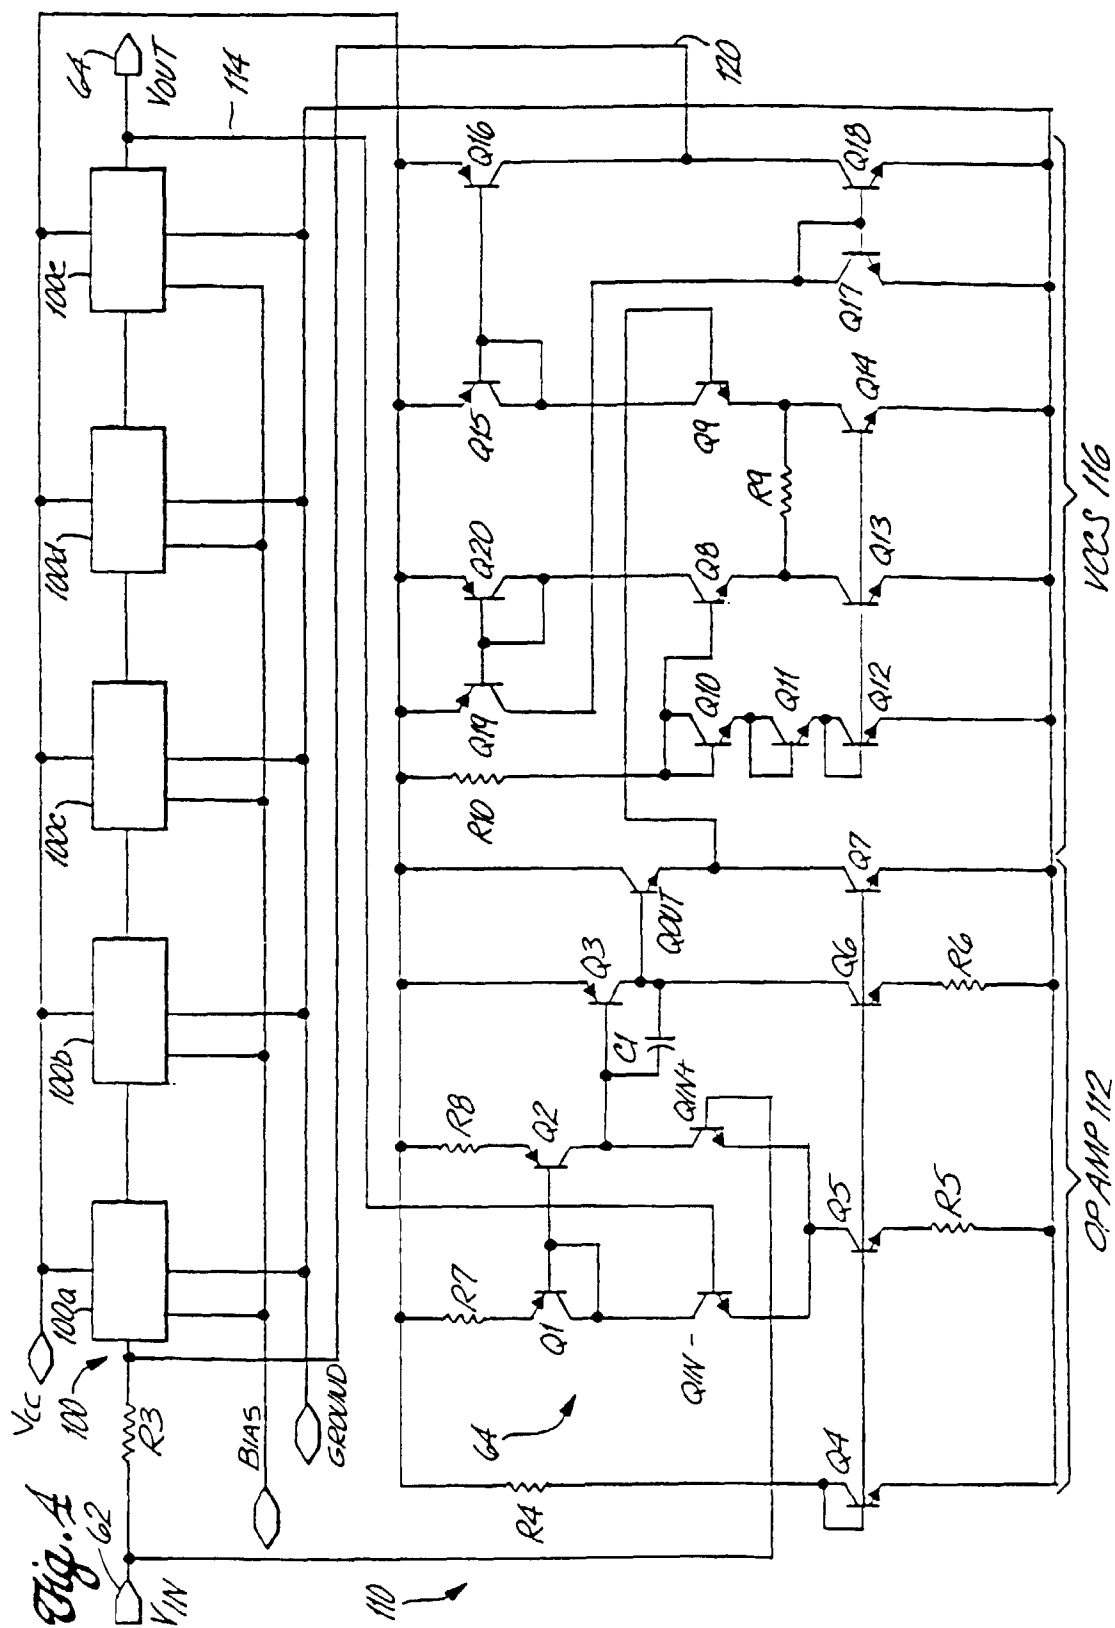 Fig. 4
62
VIN
R3
100
VCC
100a
100b
100c
100d
100e
64
VOUT
114
BIAS
GROUND
120
110
64
R4
R7
Q1
R8
Q2
QIN-
QIN+
C1
Q3
QOUT
R10
Q19
Q20
Q15
Q16
Q10
Q11
Q8
R9
Q9
Q4
Q5
R5
Q6
R6
Q7
Q12
Q13
Q14
Q17
Q18
OP AMP 112
VCCS 116